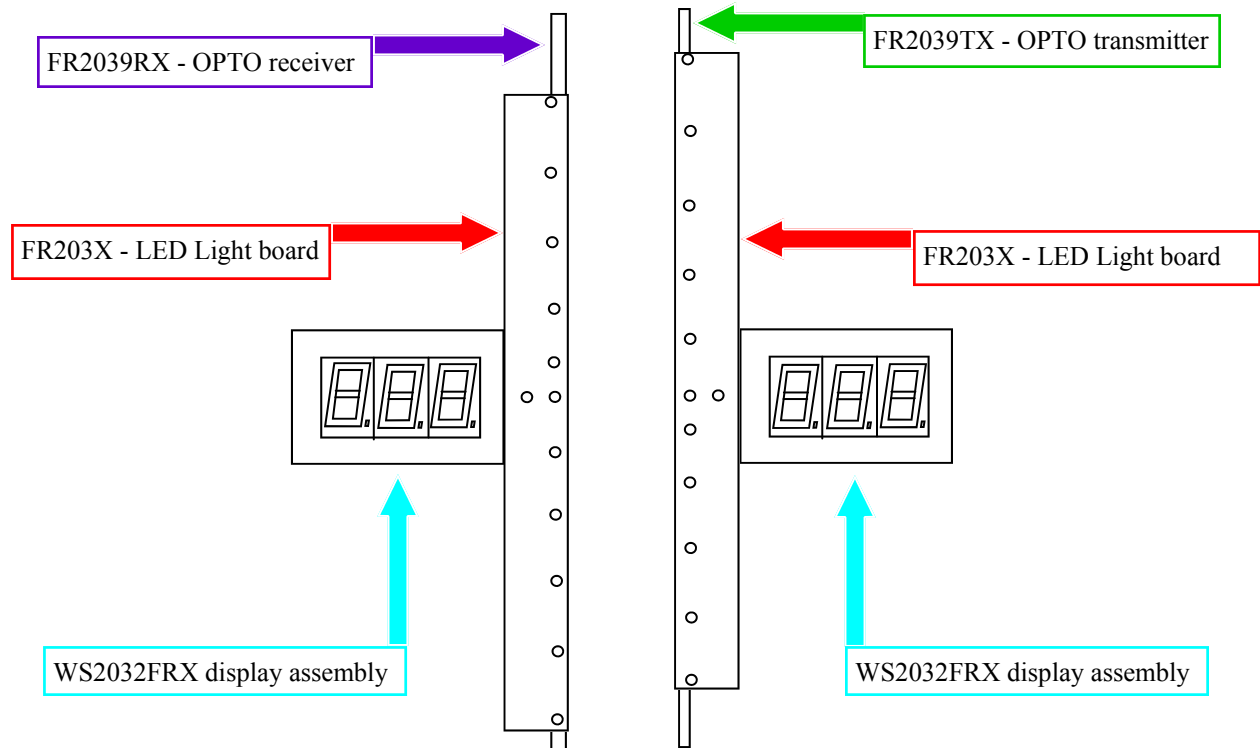 FR2039RX - OPTO receiver
FR2039TX - OPTO transmitter
FR203X - LED Light board
FR203X - LED Light board
WS2032FRX display assembly
WS2032FRX display assembly